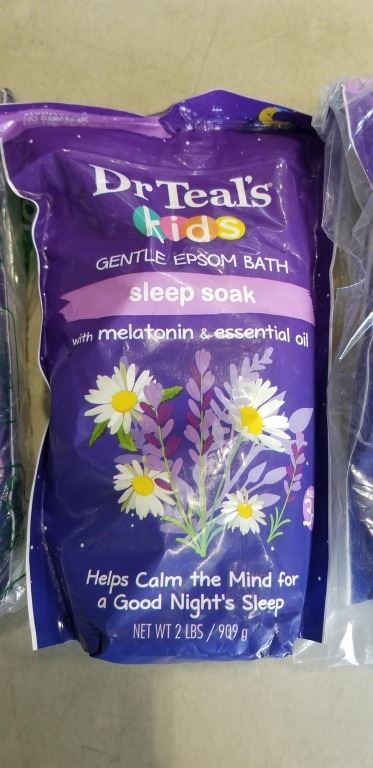 Dr Teal's
kids
GENTLE EPSOM BATH
sleep soak
with melatonin & essential oil
Helps Calm the Mind for
a Good Night's Sleep
NET WT 2 LBS / 909 g